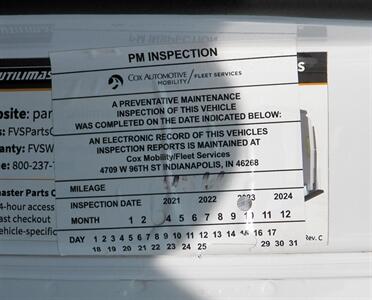 UTILIMAS
PM INSPECTION
COX AUTOMOTIVE
MOBILITY / FLEET SERVICES
A PREVENTATIVE MAINTENANCE
INSPECTION OF THIS VEHICLE
WAS COMPLETED ON THE DATE INDICATED BELOW:
AN ELECTRONIC RECORD OF THIS VEHICLES
INSPECTION REPORTS IS MAINTAINED AT
Cox Mobility/Fleet Services
4709 W 96TH ST INDIANAPOLIS, IN 46268
MILEAGE
INSPECTION DATE 2021 2022 2023 2024
MONTH 1 2 4 5 6 7 8 9 10 11 12
DAY 1 2 3 4 5 6 7 8 9 10 11 12 13 14 15 16 17
18 19 20 21 22 23 24 25 29 30 31
bsite: par
s: FVSPartsC
ranty: FVSW
ne: 800-237-
master Parts C
4-hour access
ast checkout
vehicle-specific
Rev. C